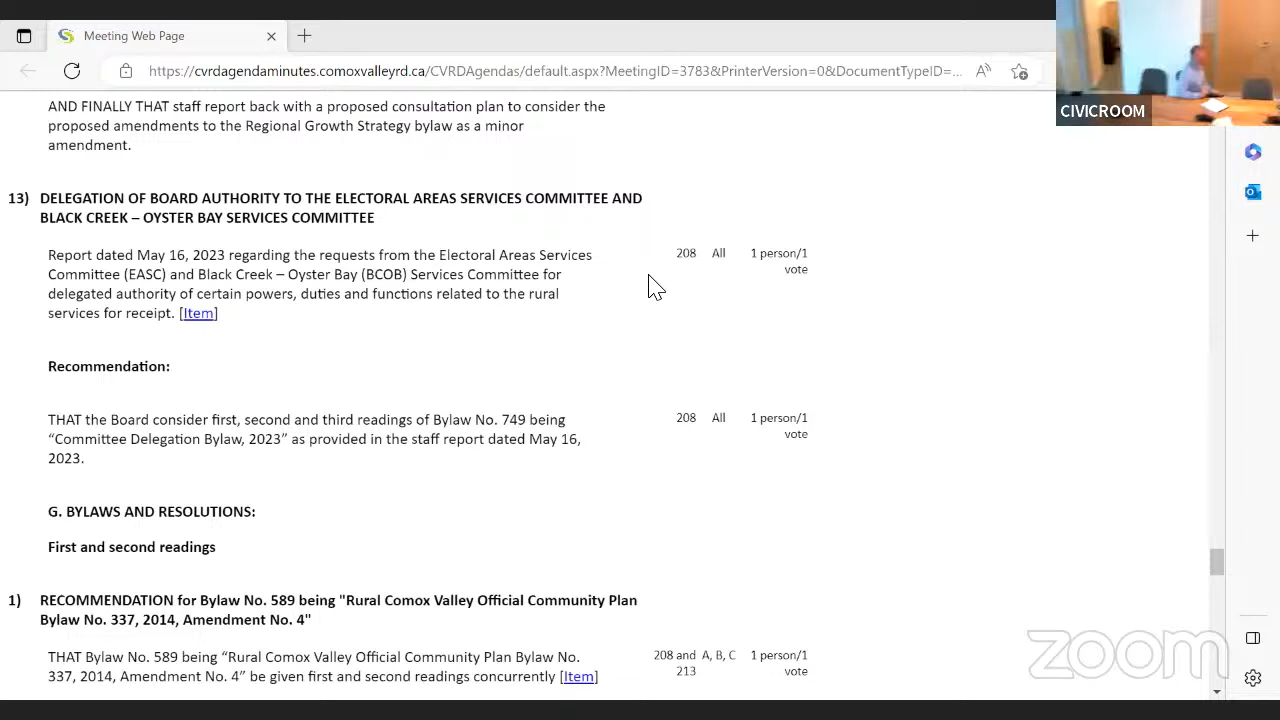 Meeting Web Page
https://cvrdagendaminutes.comoxvalleyrd.ca/CVRDAgendas/default.aspx?MeetingID=3783&PrinterVersion=0&DocumentTypeID=...
CIVICROOM
AND FINALLY THAT staff report back with a proposed consultation plan to consider the
proposed amendments to the Regional Growth Strategy bylaw as a minor
amendment.
13) DELEGATION OF BOARD AUTHORITY TO THE ELECTORAL AREAS SERVICES COMMITTEE AND
BLACK CREEK – OYSTER BAY SERVICES COMMITTEE
Report dated May 16, 2023 regarding the requests from the Electoral Areas Services 208 All 1 person/1
Committee (EASC) and Black Creek – Oyster Bay (BCOB) Services Committee for vote
delegated authority of certain powers, duties and functions related to the rural
services for receipt. [Item]
Recommendation:
THAT the Board consider first, second and third readings of Bylaw No. 749 being 208 All 1 person/1
“Committee Delegation Bylaw, 2023” as provided in the staff report dated May 16, vote
2023.
G. BYLAWS AND RESOLUTIONS:
First and second readings
1) RECOMMENDATION for Bylaw No. 589 being "Rural Comox Valley Official Community Plan
Bylaw No. 337, 2014, Amendment No. 4"
THAT Bylaw No. 589 being “Rural Comox Valley Official Community Plan Bylaw No. 208 and A, B, C 1 person/1
337, 2014, Amendment No. 4” be given first and second readings concurrently [Item] 213 vote
zoom